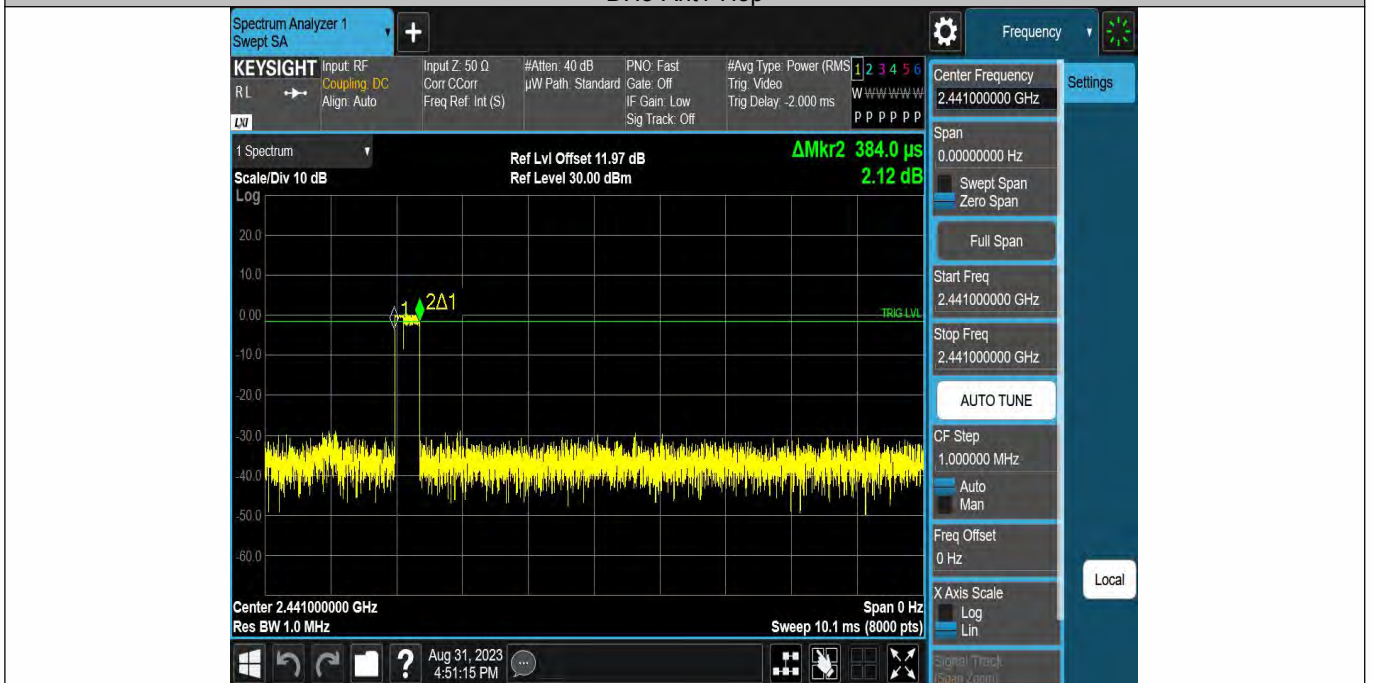 Spectrum Analyzer 1
Swept SA
Frequency
KEYSIGHT
RL
LXI
Input: RF
Coupling: DC
Align: Auto
Input Z: 50 Ω
Corr CCorr
Freq Ref: Int (S)
#Atten: 40 dB
µW Path: Standard
PNO: Fast
Gate: Off
IF Gain: Low
Sig Track: Off
#Avg Type: Power (RMS
Trig: Video
Trig Delay: -2.000 ms
1 2 3 4 5 6
W W W W W W
P P P P P P
1 Spectrum
Scale/Div 10 dB
Ref Lvl Offset 11.97 dB
Ref Level 30.00 dBm
ΔMkr2 384.0 µs
2.12 dB
Log
20.0
10.0
0.00
-10.0
-20.0
-30.0
-40.0
-50.0
-60.0
1
2Δ1
TRIG LVL
Center 2.441000000 GHz
Res BW 1.0 MHz
Span 0 Hz
Sweep 10.1 ms (8000 pts)
Aug 31, 2023
4:51:15 PM
Center Frequency
2.441000000 GHz
Span
0.00000000 Hz
Swept Span
Zero Span
Full Span
Start Freq
2.441000000 GHz
Stop Freq
2.441000000 GHz
AUTO TUNE
CF Step
1.000000 MHz
Auto
Man
Freq Offset
0 Hz
X Axis Scale
Log
Lin
Signal Track
(Span Zoom)
Settings
Local